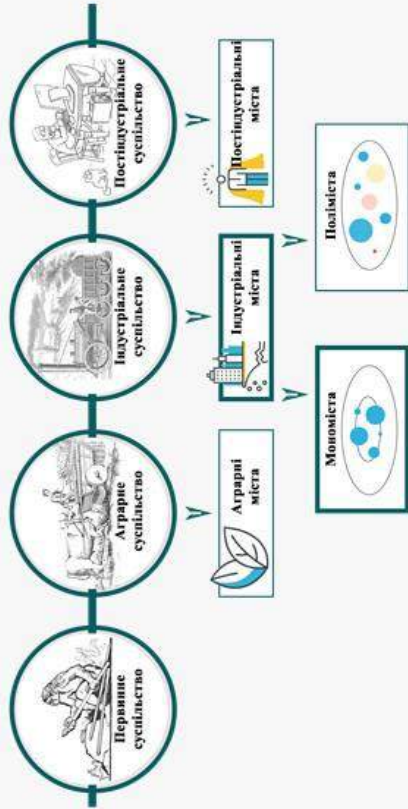 Первинне
суспільство
Аграрне
суспільство
Індустріальне
суспільство
Постіндустріальне
суспільство
Аграрні
міста
Індустріальні
міста
Постіндустріальні
міста
Мономіста
Поліміста